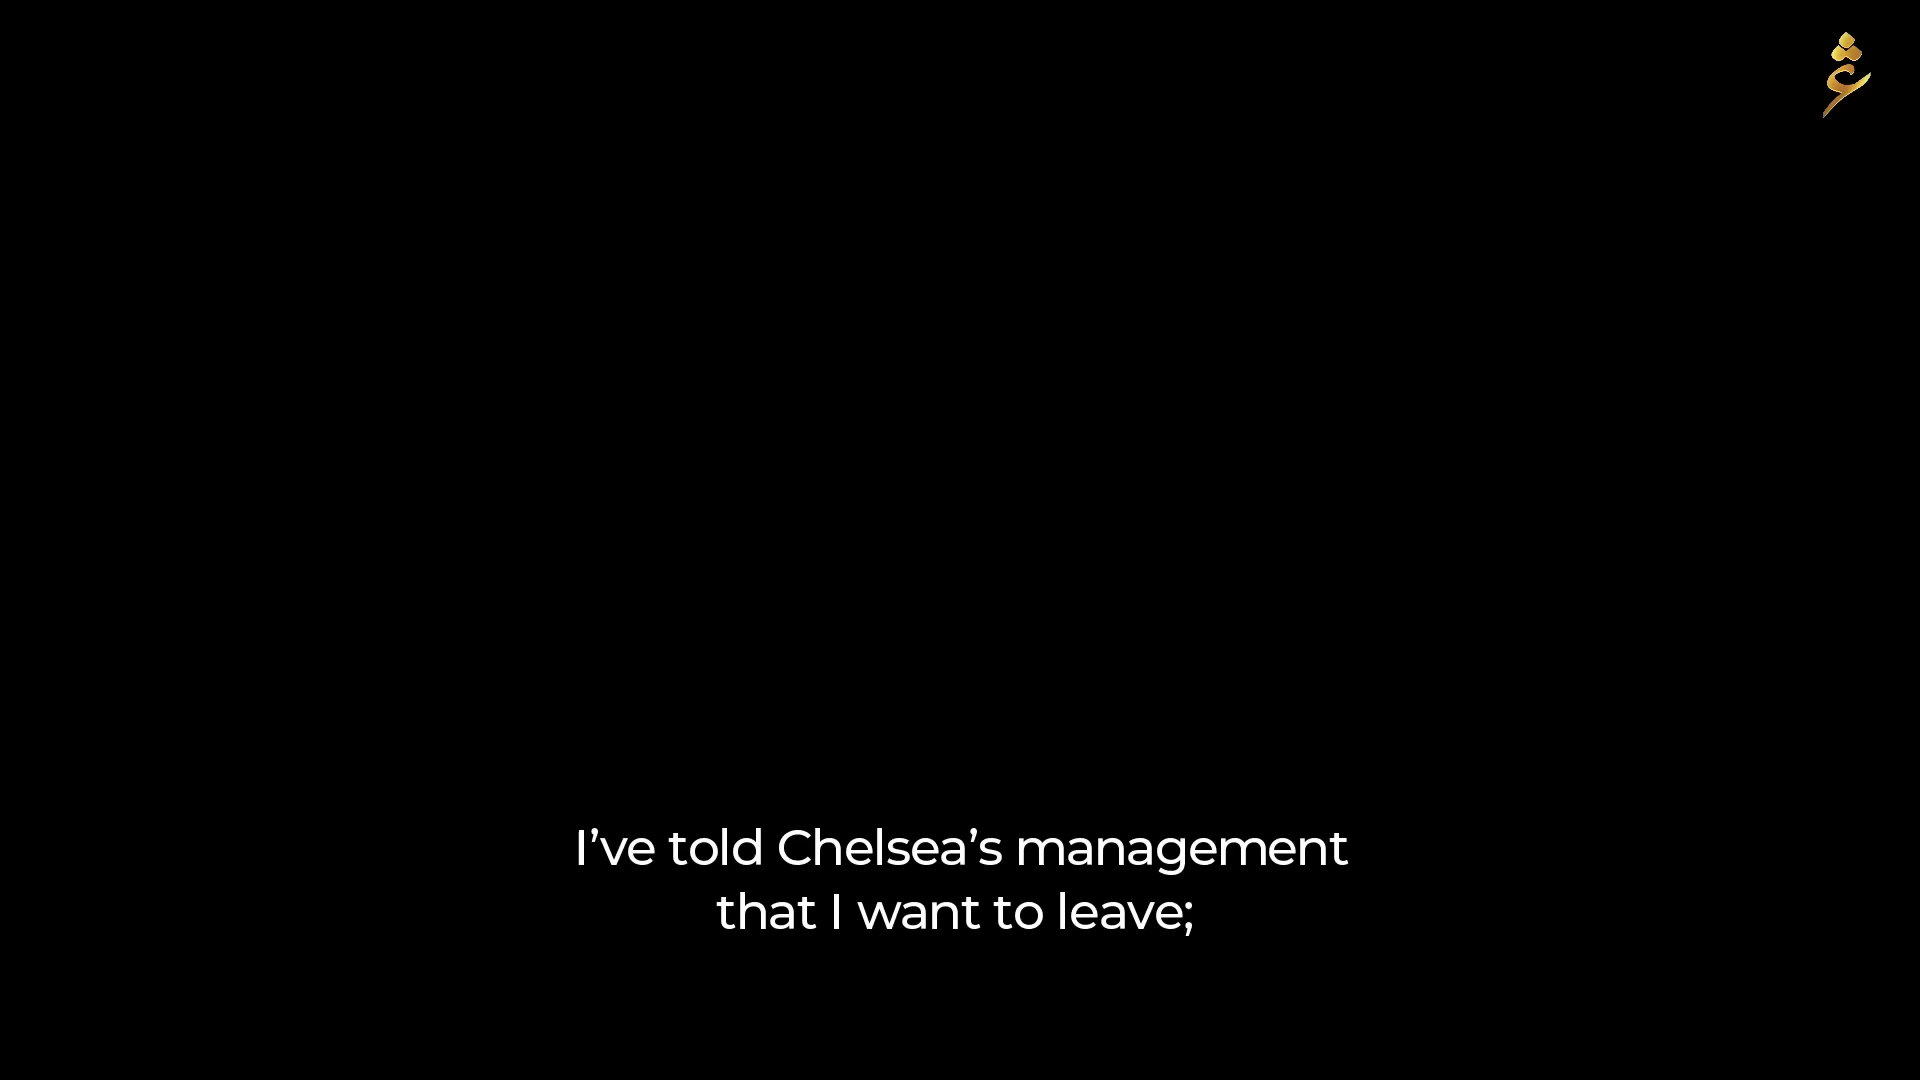 I’ve told Chelsea’s management
that I want to leave;